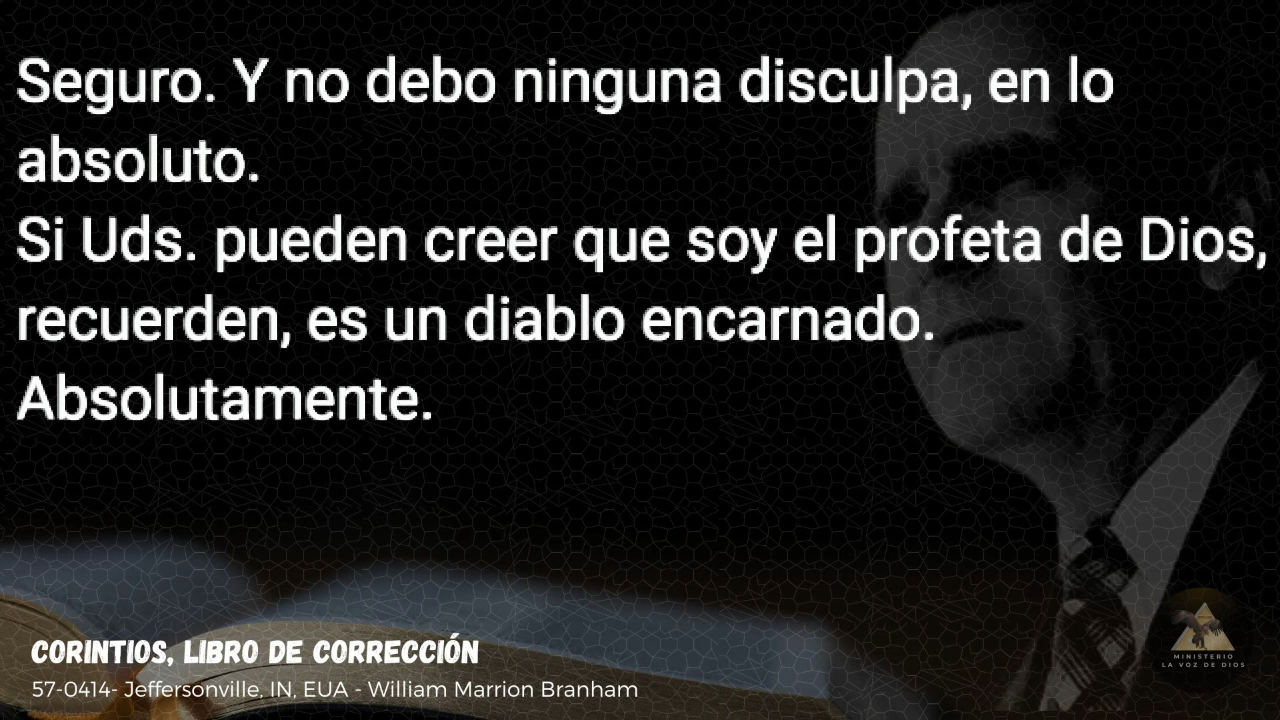 Seguro. Y no debo ninguna disculpa, en lo
absoluto.
Si Uds. pueden creer que soy el profeta de Dios,
recuerden, es un diablo encarnado.
Absolutamente.
CORINTIOS, LIBRO DE CORRECCIÓN
57-0414- Jeffersonville, IN, EUA - William Marrion Branham
MINISTERIO
LA VOZ DE DIOS